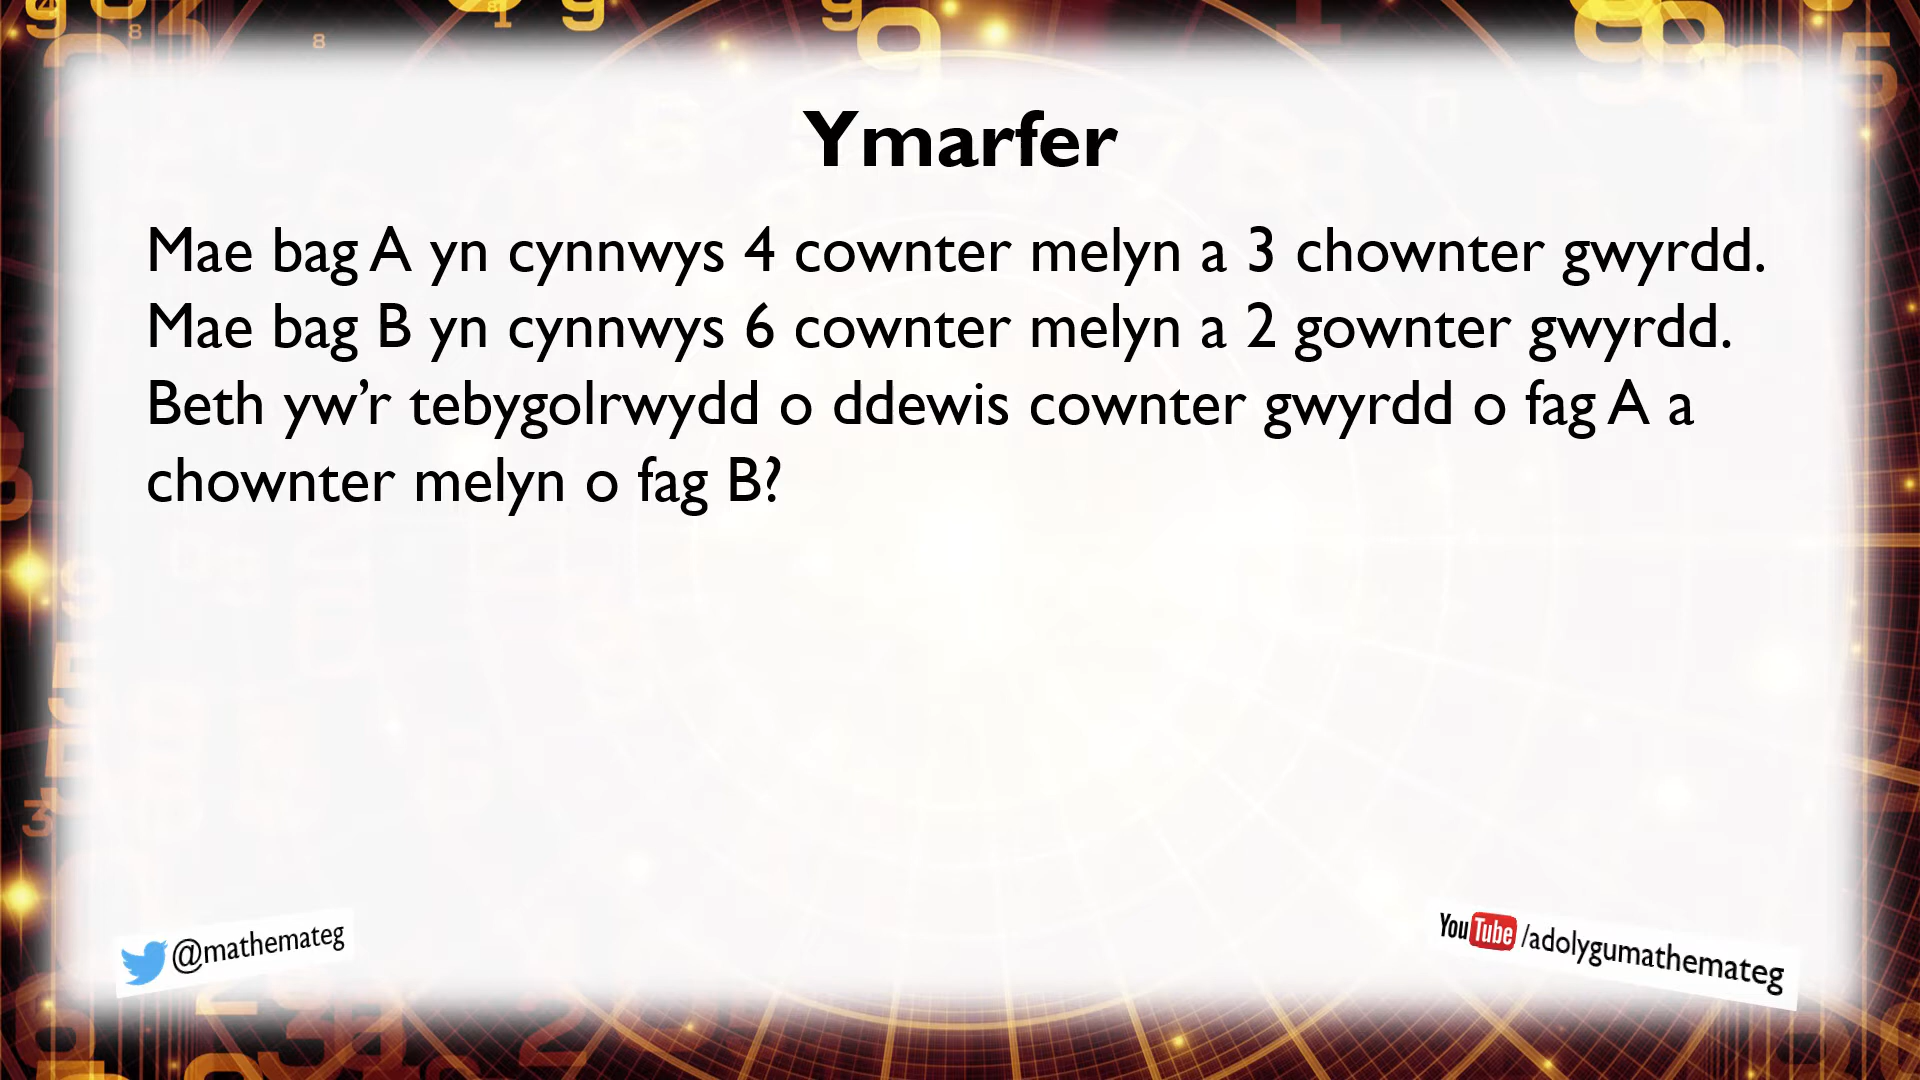 Ymarfer
Mae bag A yn cynnwys 4 cownter melyn a 3 chownter gwyrdd.
Mae bag B yn cynnwys 6 cownter melyn a 2 gownter gwyrdd.
Beth yw’r tebygolrwydd o ddewis cownter gwyrdd o fag A a
chownter melyn o fag B?
@mathemateg
YouTube /adolygumathemateg